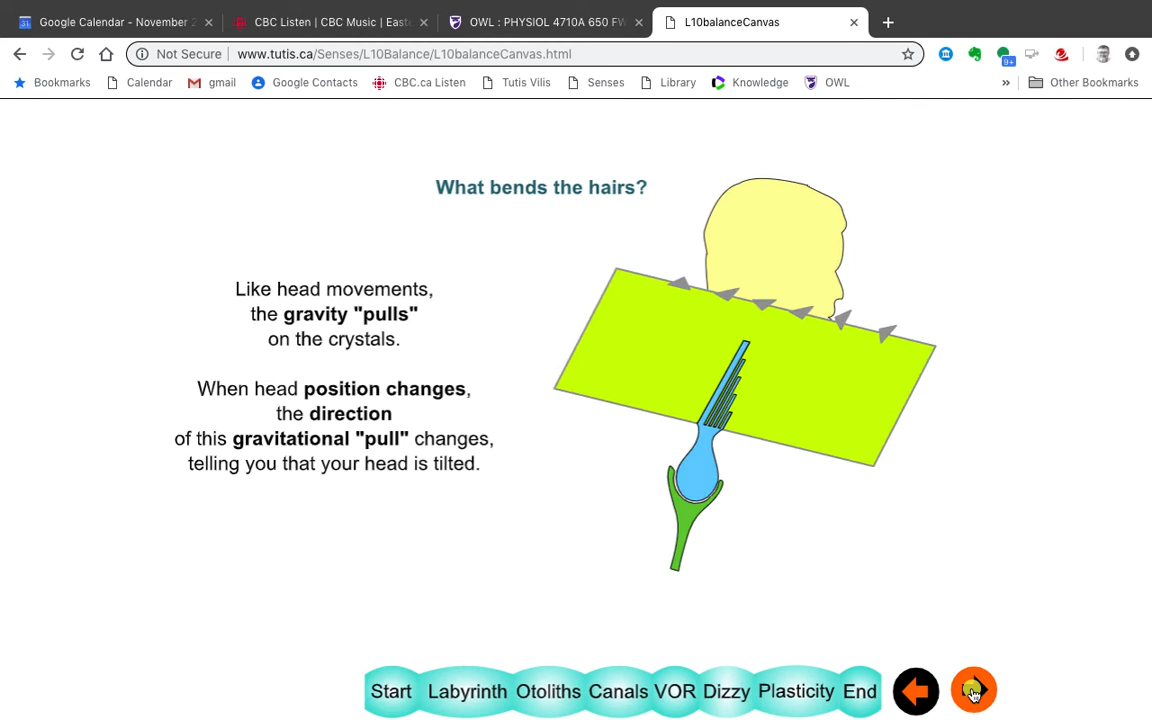 Google Calendar - November 2
CBC Listen | CBC Music | Easte
OWL : PHYSIOL 4710A 650 FW
L10balanceCanvas
Not Secure
www.tutis.ca/Senses/L10Balance/L10balanceCanvas.html
9+
Bookmarks
Calendar
gmail
Google Contacts
CBC.ca Listen
Tutis Vilis
Senses
Library
Knowledge
OWL
»
Other Bookmarks
What bends the hairs?
Like head movements,
the gravity "pulls"
on the crystals.
When head position changes,
the direction
of this gravitational "pull" changes,
telling you that your head is tilted.
Start
Labyrinth
Otoliths
Canals
VOR
Dizzy
Plasticity
End